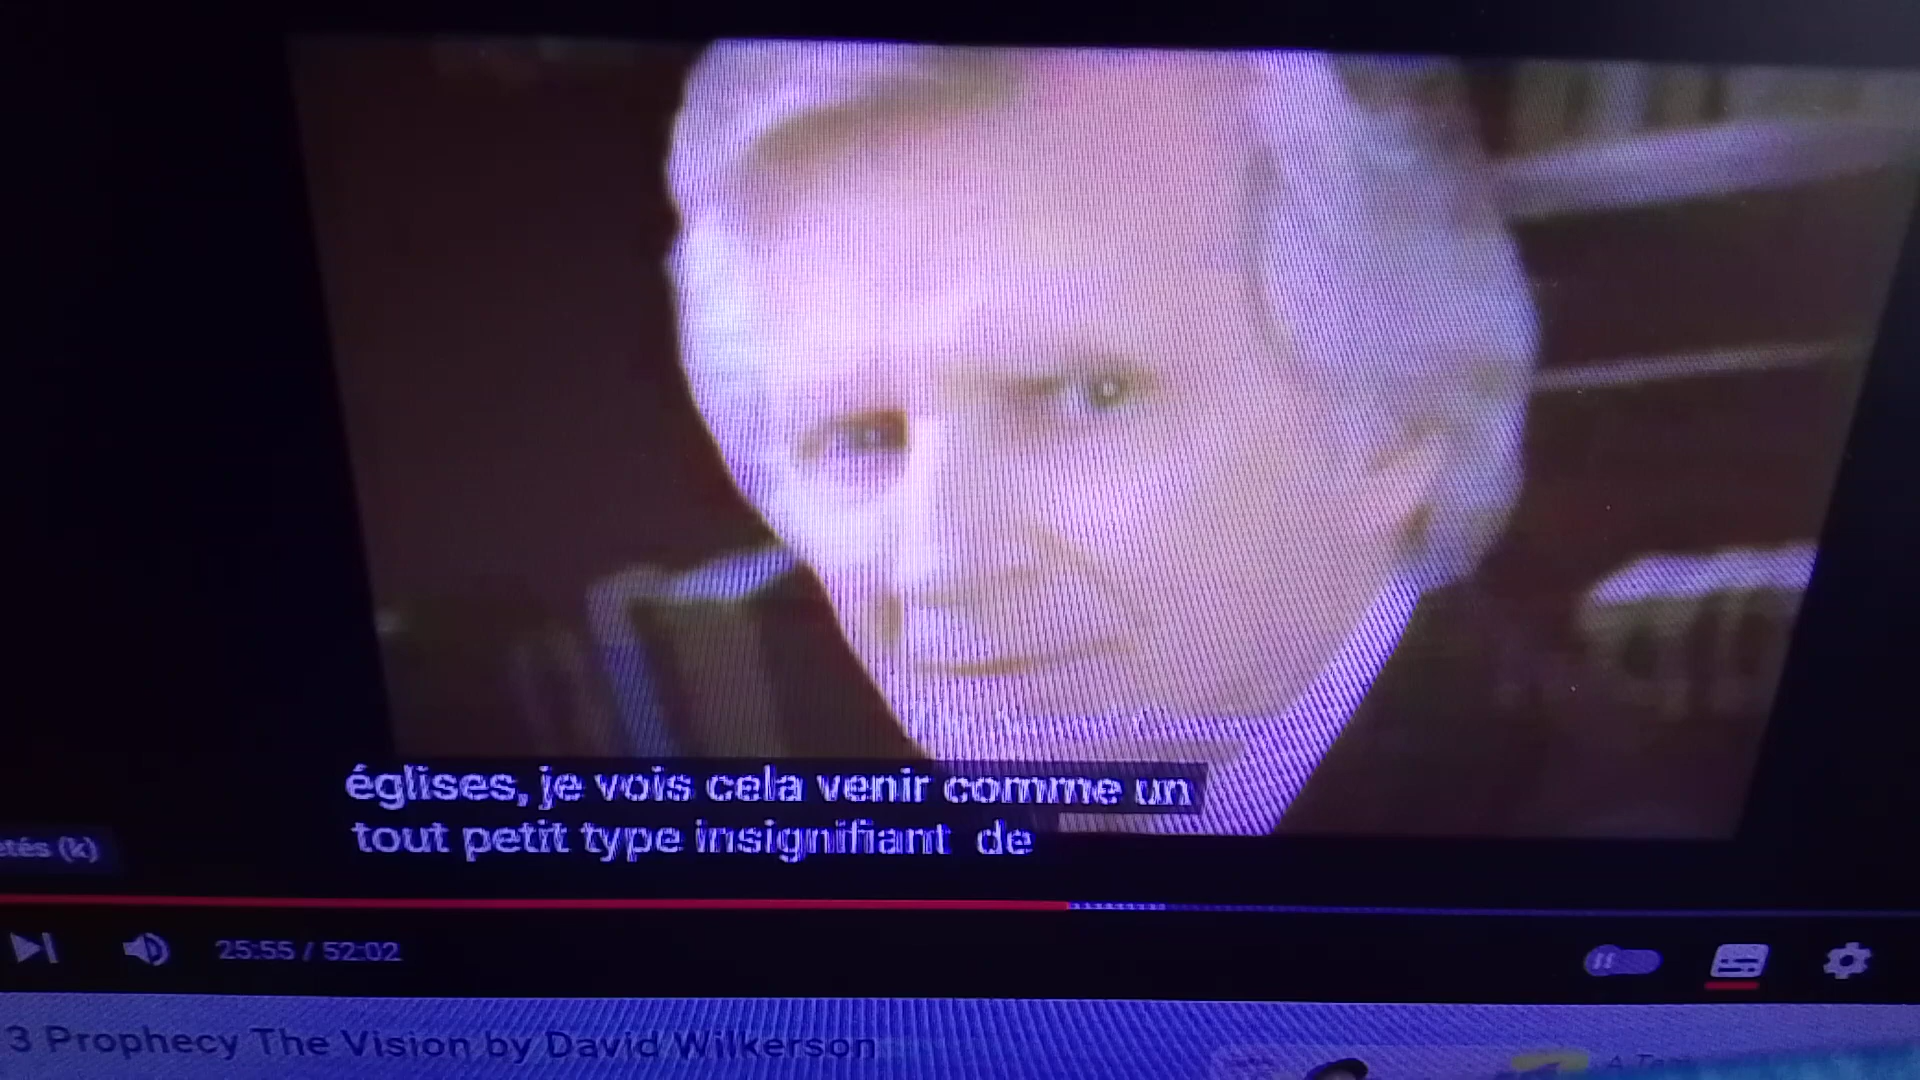 églises, je vois cela venir comme un
tout petit type insignifiant de
etés (k)
25:55 / 52:02
3 Prophecy The Vision by David Wilkerson